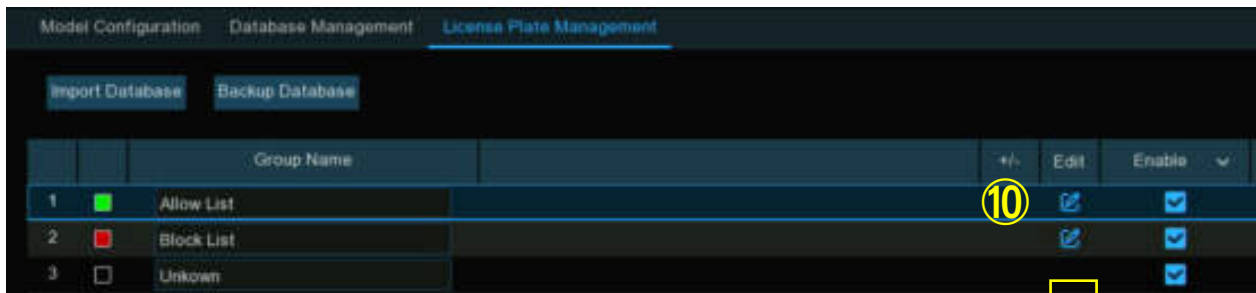 Model Configuration Database Management License Plate Management
Import Database Backup Database
Group Name +/- Edit Enable
1 Allow List ⑩
2 Block List
3 Unkown